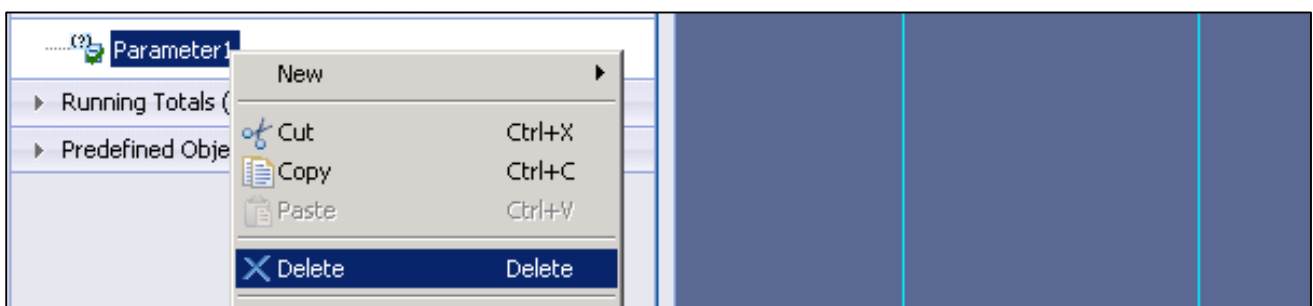 (?) Parameter1
New
Running Totals (
Cut Ctrl+X
Predefined Obje
Copy Ctrl+C
Paste Ctrl+V
Delete Delete